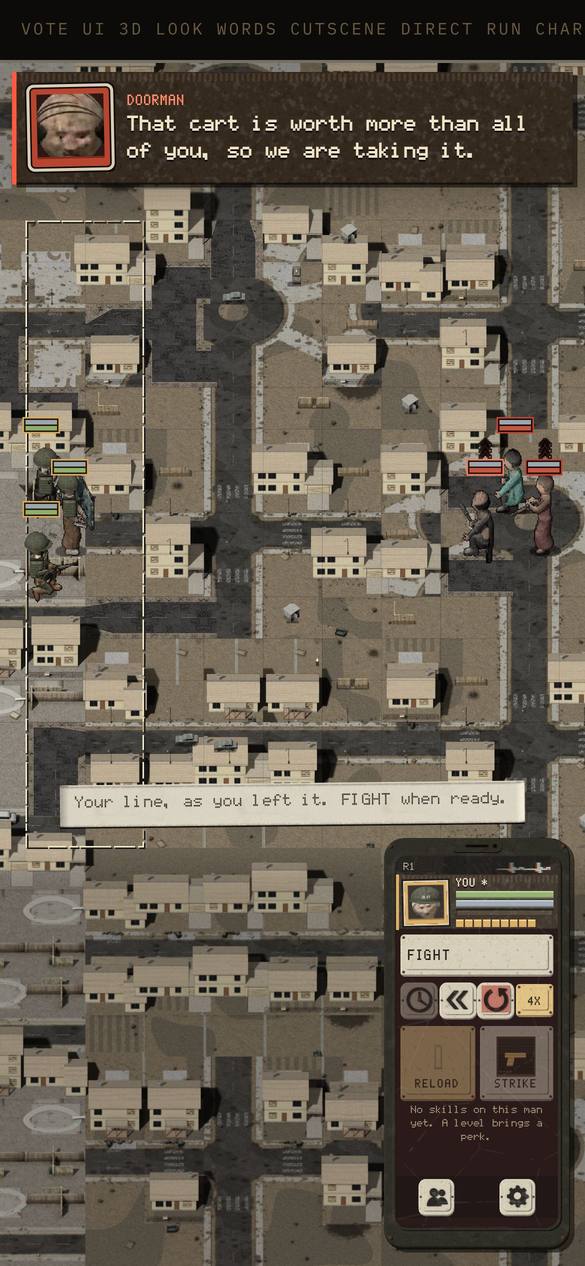 VOTE UI 3D LOOK WORDS CUTSCENE DIRECT RUN CHAR
DOORMAN
That cart is worth more than all
of you, so we are taking it.
Your line, as you left it. FIGHT when ready.
R1
YOU *
FIGHT
4X
RELOAD
STRIKE
No skills on this man
yet. A level brings a
perk.